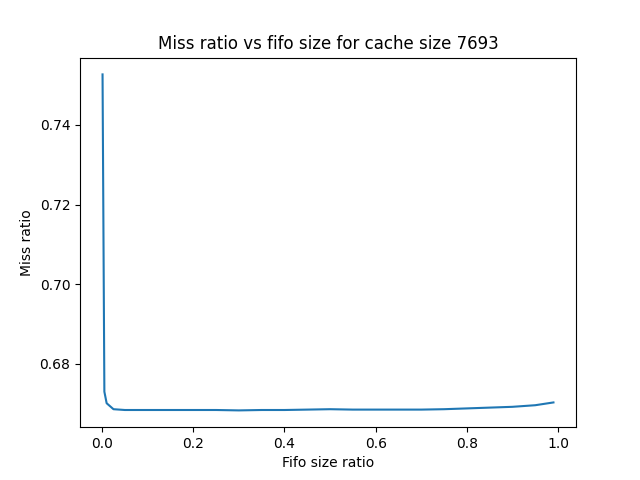 Miss ratio vs fifo size for cache size 7693
0.74
0.72
0.70
0.68
Miss ratio
0.0 0.2 0.4 0.6 0.8 1.0
Fifo size ratio